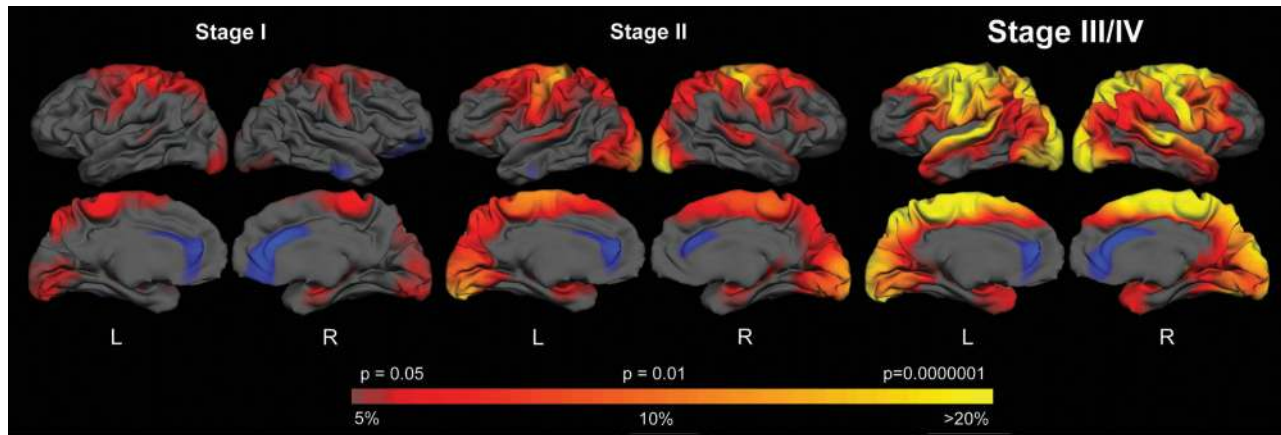 Stage I Stage II Stage III/IV
L R L R L R
p = 0.05 p = 0.01 p=0.0000001
5% 10% >20%